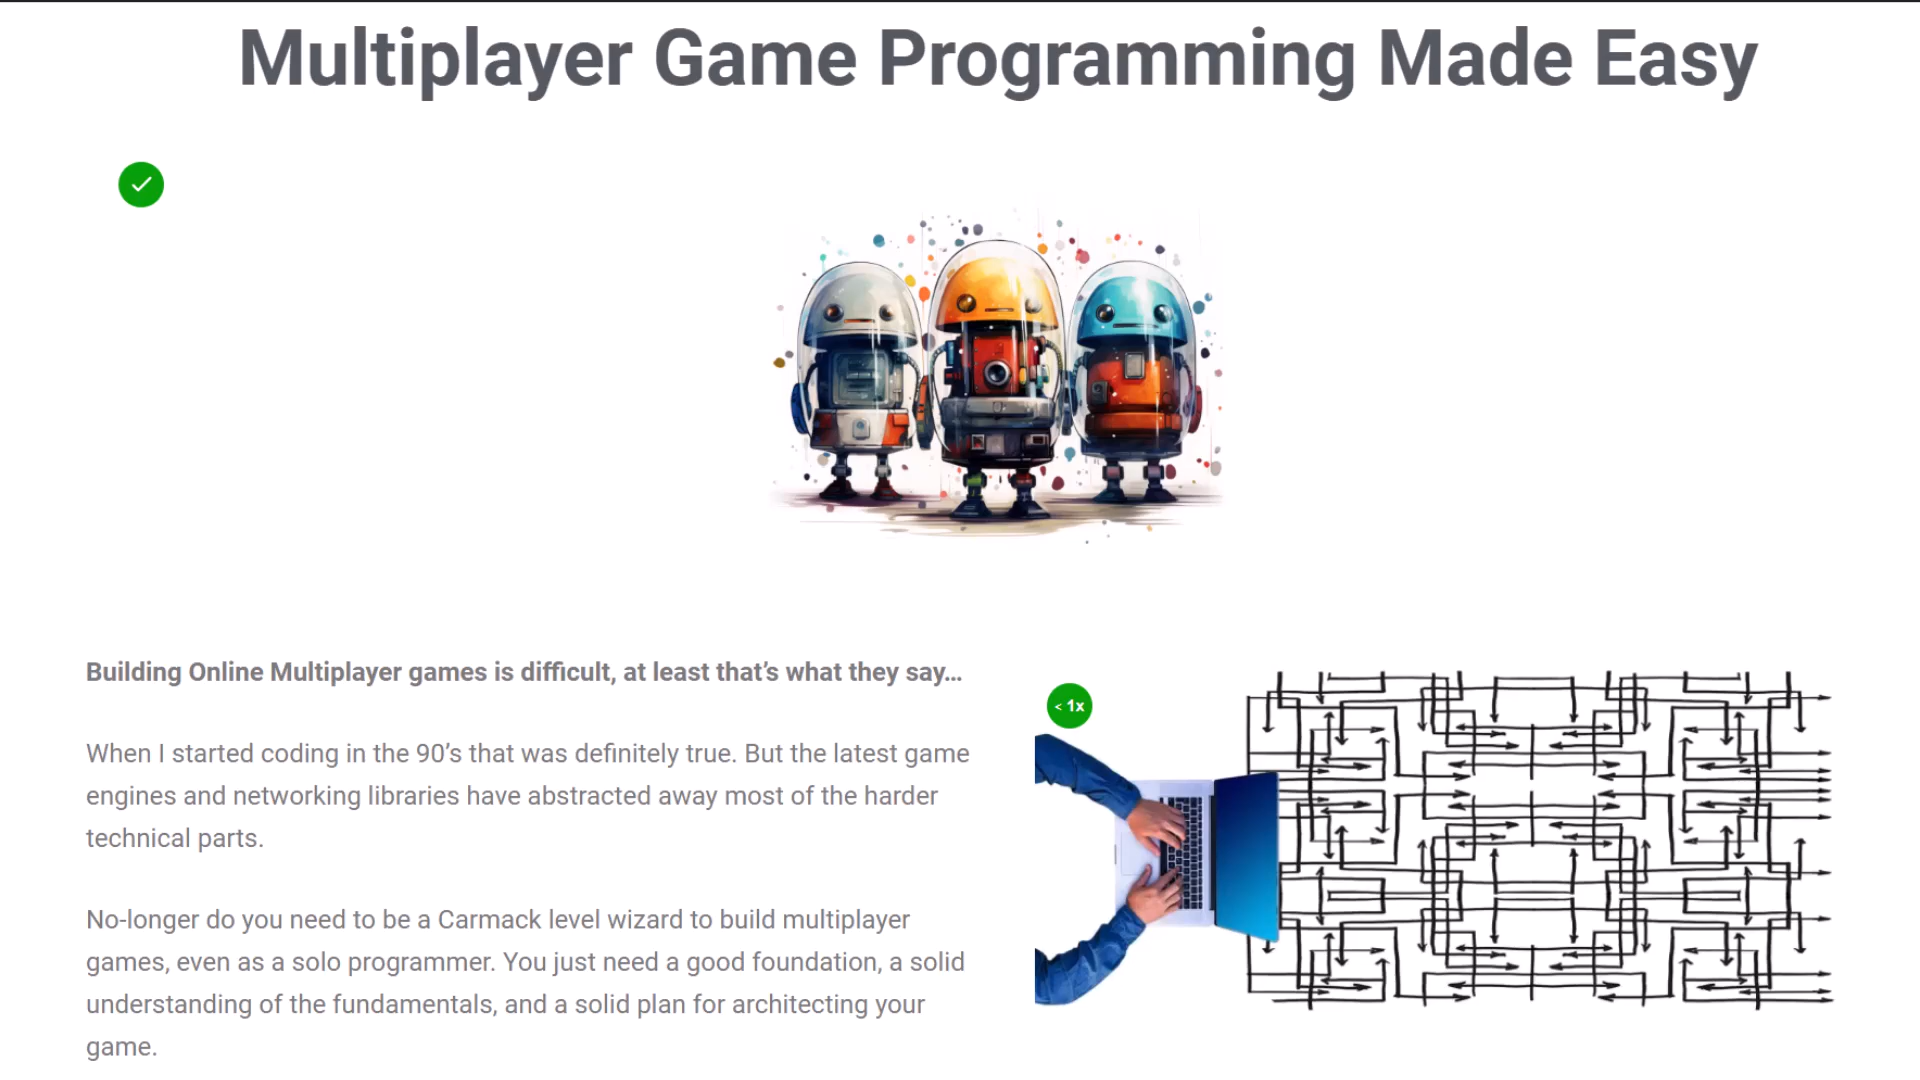 Multiplayer Game Programming Made Easy
Building Online Multiplayer games is difficult, at least that’s what they say…
When I started coding in the 90’s that was definitely true. But the latest game
engines and networking libraries have abstracted away most of the harder
technical parts.
No-longer do you need to be a Carmack level wizard to build multiplayer
games, even as a solo programmer. You just need a good foundation, a solid
understanding of the fundamentals, and a solid plan for architecting your
game.
< 1x